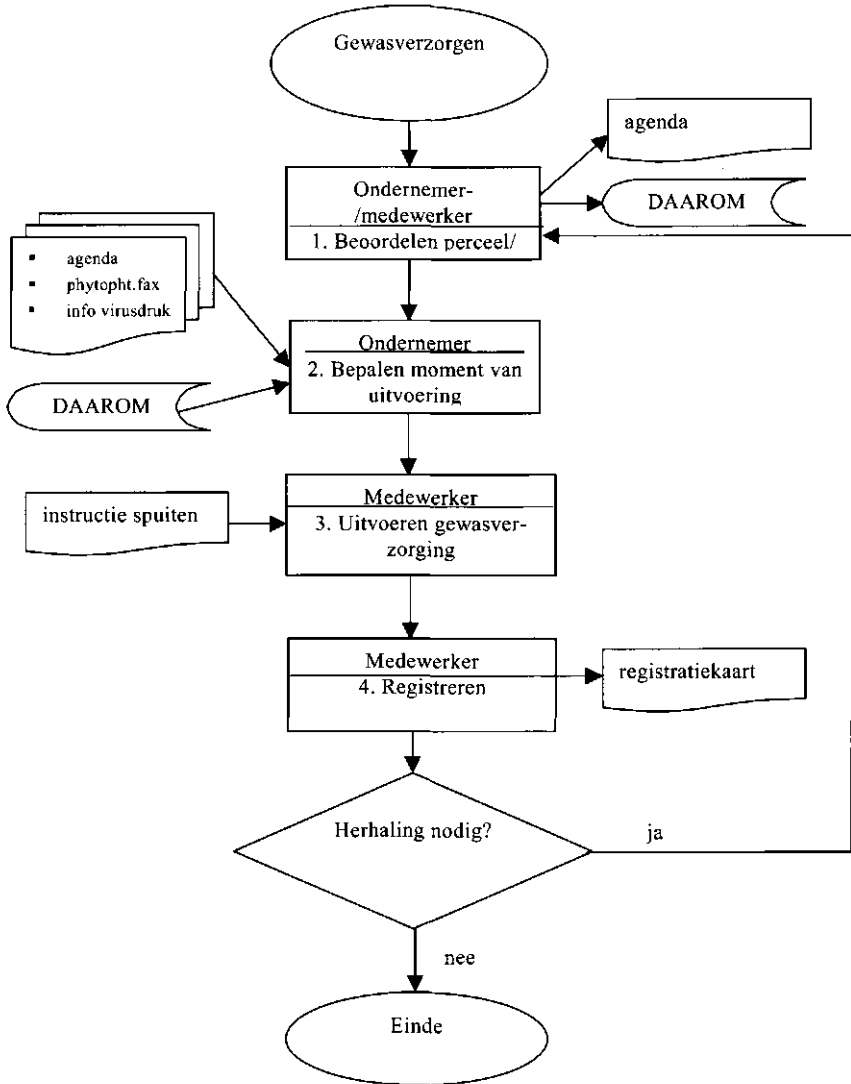 Gewasverzorgen
agenda
Ondernemer-
/medewerker
DAAROM
1. Beoordelen perceel/
▪ agenda
▪ phytopht.fax
▪ info virusdruk
Ondernemer
2. Bepalen moment van
uitvoering
DAAROM
Medewerker
instructie spuiten
3. Uitvoeren gewasver-
zorging
Medewerker
4. Registreren
registratiekaart
Herhaling nodig?
ja
nee
Einde